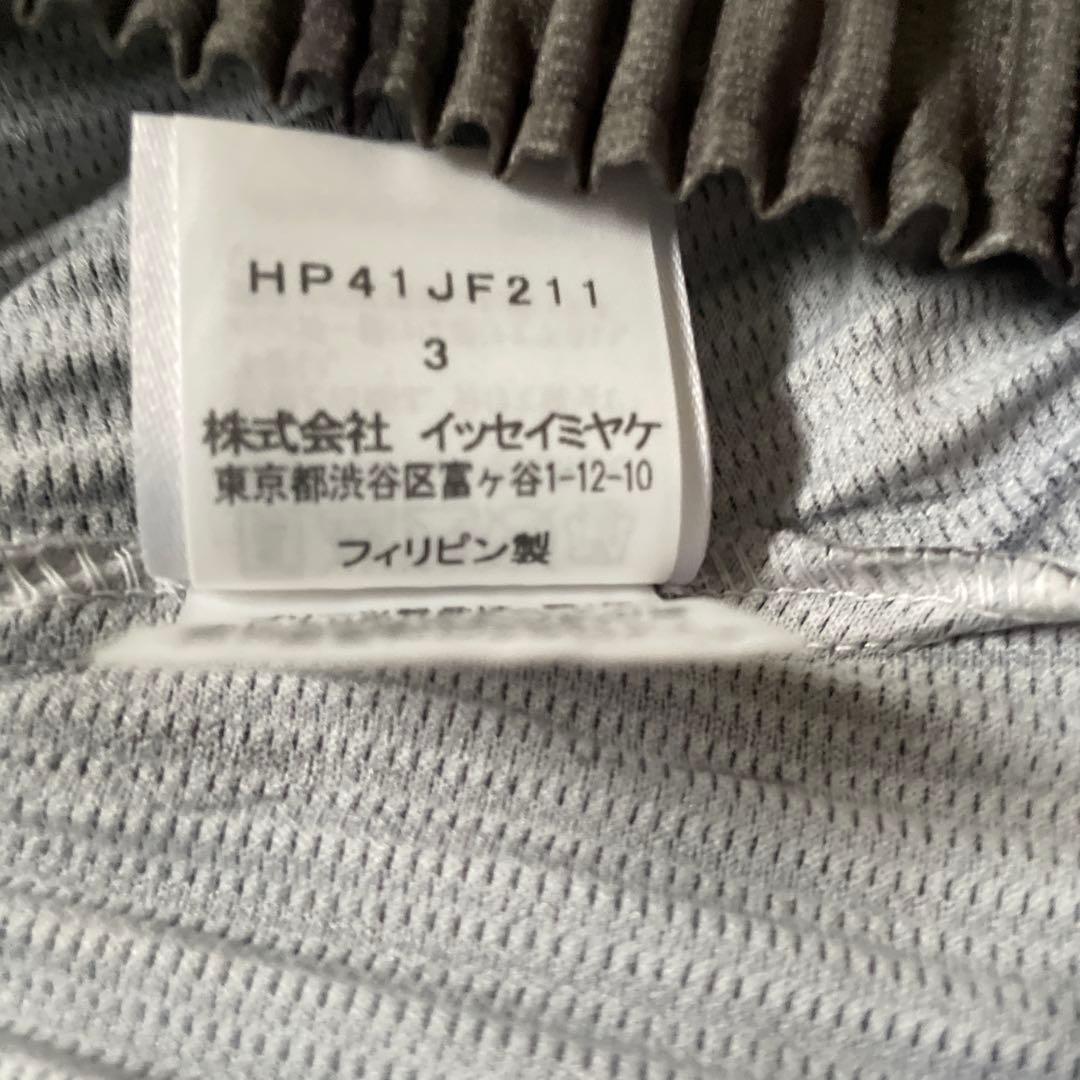 HP41JF211
3
株式会社 イッセイミヤケ
東京都渋谷区富ヶ谷1-12-10
フィリピン製